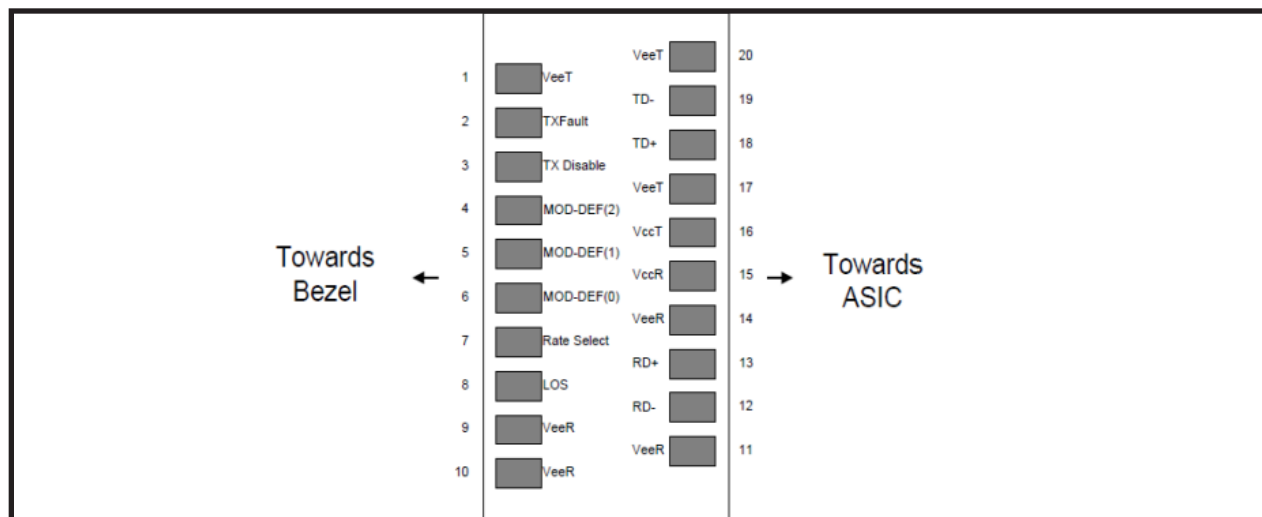 VeeT 20
1 VeeT
TD- 19
2 TXFault
TD+ 18
3 TX Disable
VeeT 17
4 MOD-DEF(2)
VccT 16
5 MOD-DEF(1)
Towards
Bezel
VccR 15
Towards
ASIC
6 MOD-DEF(0)
VeeR 14
7 Rate Select
RD+ 13
8 LOS
RD- 12
9 VeeR
VeeR 11
10 VeeR